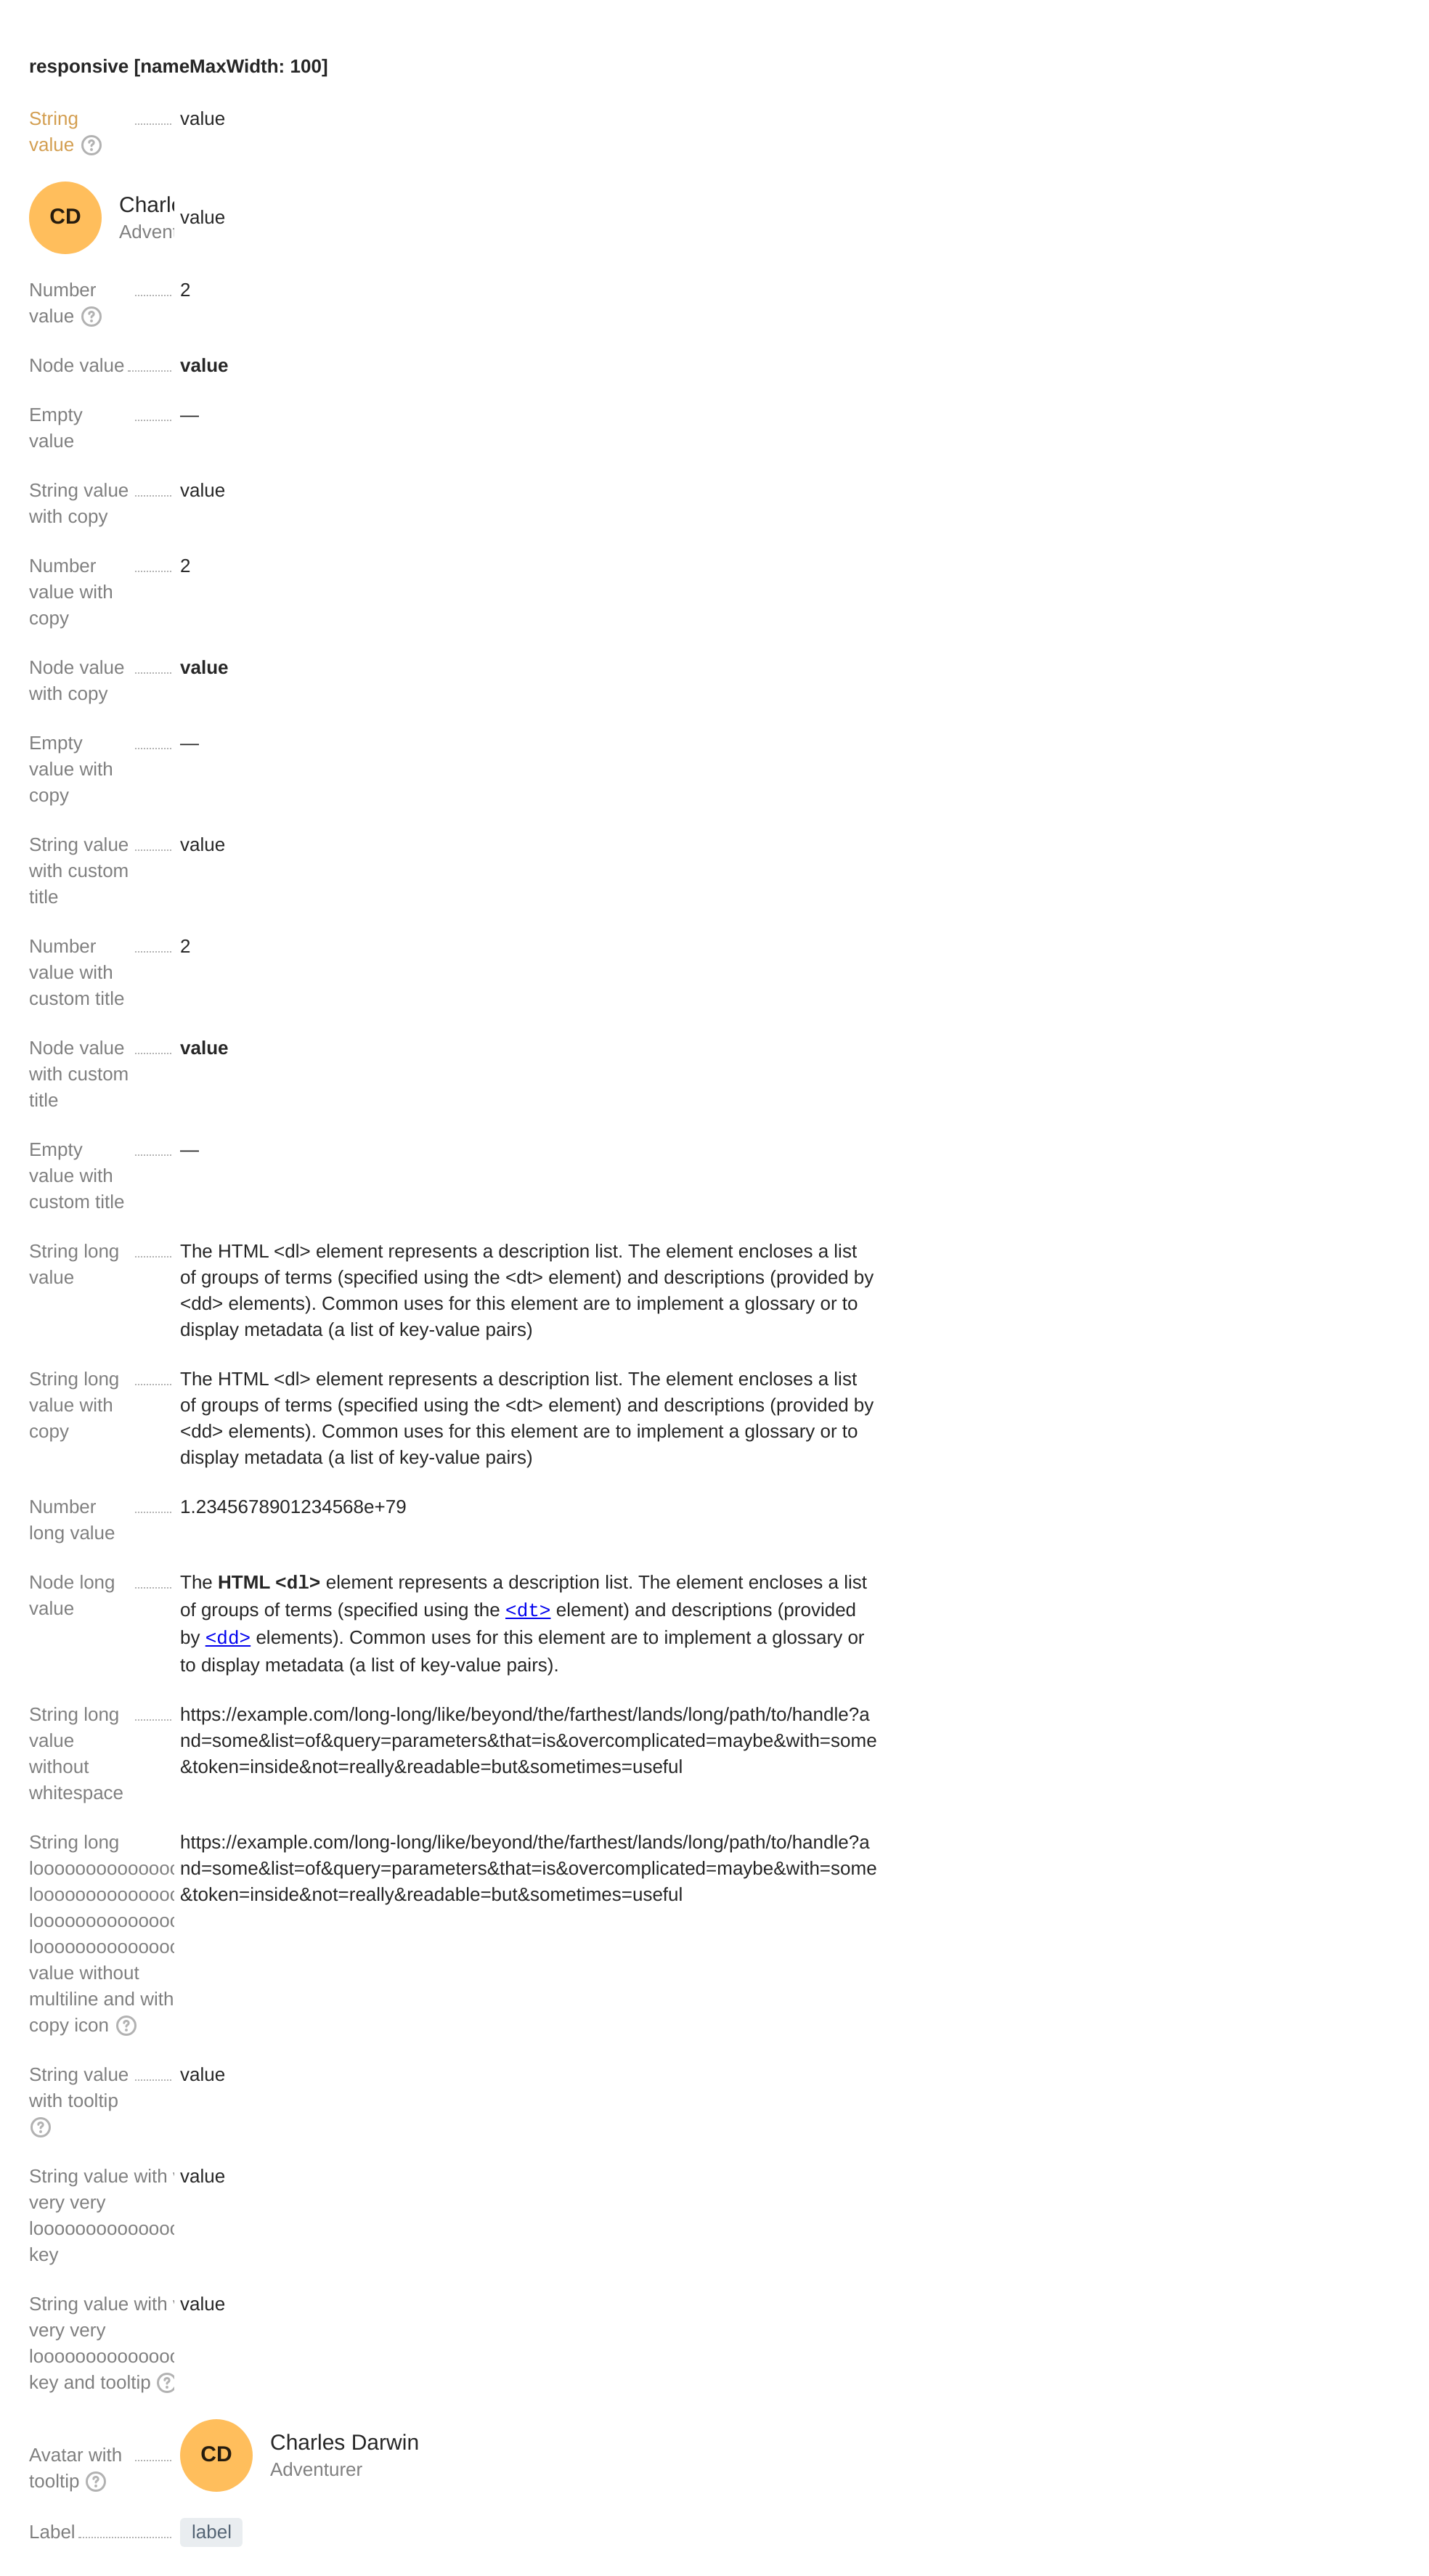 responsive [nameMaxWidth: 100]
String value
value
CD Charl value
Adven
Number 2
value
Node value value
Empty —
value
String value value
with copy
Number 2
value with
copy
Node value value
with copy
Empty —
value with
copy
String value value
with custom
title
Number 2
value with
custom title
Node value value
with custom
title
Empty —
value with
custom title
String long The HTML <dl> element represents a description list. The element encloses a list
value of groups of terms (specified using the <dt> element) and descriptions (provided by
<dd> elements). Common uses for this element are to implement a glossary or to
display metadata (a list of key-value pairs)
String long The HTML <dl> element represents a description list. The element encloses a list
value with of groups of terms (specified using the <dt> element) and descriptions (provided by
copy <dd> elements). Common uses for this element are to implement a glossary or to
display metadata (a list of key-value pairs)
Number 1.2345678901234568e+79
long value
Node long The HTML <dl> element represents a description list. The element encloses a list
value of groups of terms (specified using the <dt> element) and descriptions (provided
by <dd> elements). Common uses for this element are to implement a glossary or
to display metadata (a list of key-value pairs).
String long https://example.com/long-long/like/beyond/the/farthest/lands/long/path/to/handle?a
value nd=some&list=of&query=parameters&that=is&overcomplicated=maybe&with=some
without &token=inside&not=really&readable=but&sometimes=useful
whitespace
String long https://example.com/long-long/like/beyond/the/farthest/lands/long/path/to/handle?a
looooooooooooooo nd=some&list=of&query=parameters&that=is&overcomplicated=maybe&with=some
looooooooooooooo &token=inside&not=really&readable=but&sometimes=useful
looooooooooooooo
looooooooooooooo
value without
multiline and with
copy icon
String value value
with tooltip
String value with value
very very
looooooooooooooo
key
String value with value
very very
looooooooooooooo
key and tooltip
CD Charles Darwin
Avatar with Adventurer
tooltip
Label label